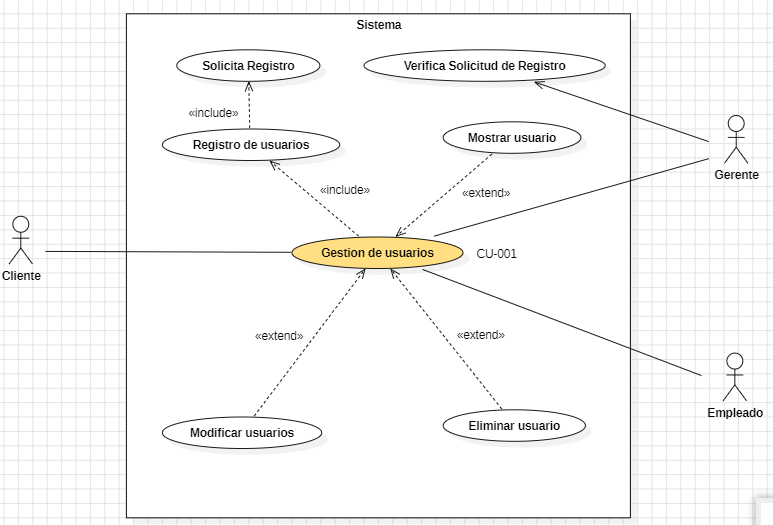 Sistema
Solicita Registro
Verifica Solicitud de Registro
«include»
Registro de usuarios
Mostrar usuario
Gerente
«include»
«extend»
Gestion de usuarios
CU-001
Cliente
«extend»
«extend»
Modificar usuarios
Eliminar usuario
Empleado